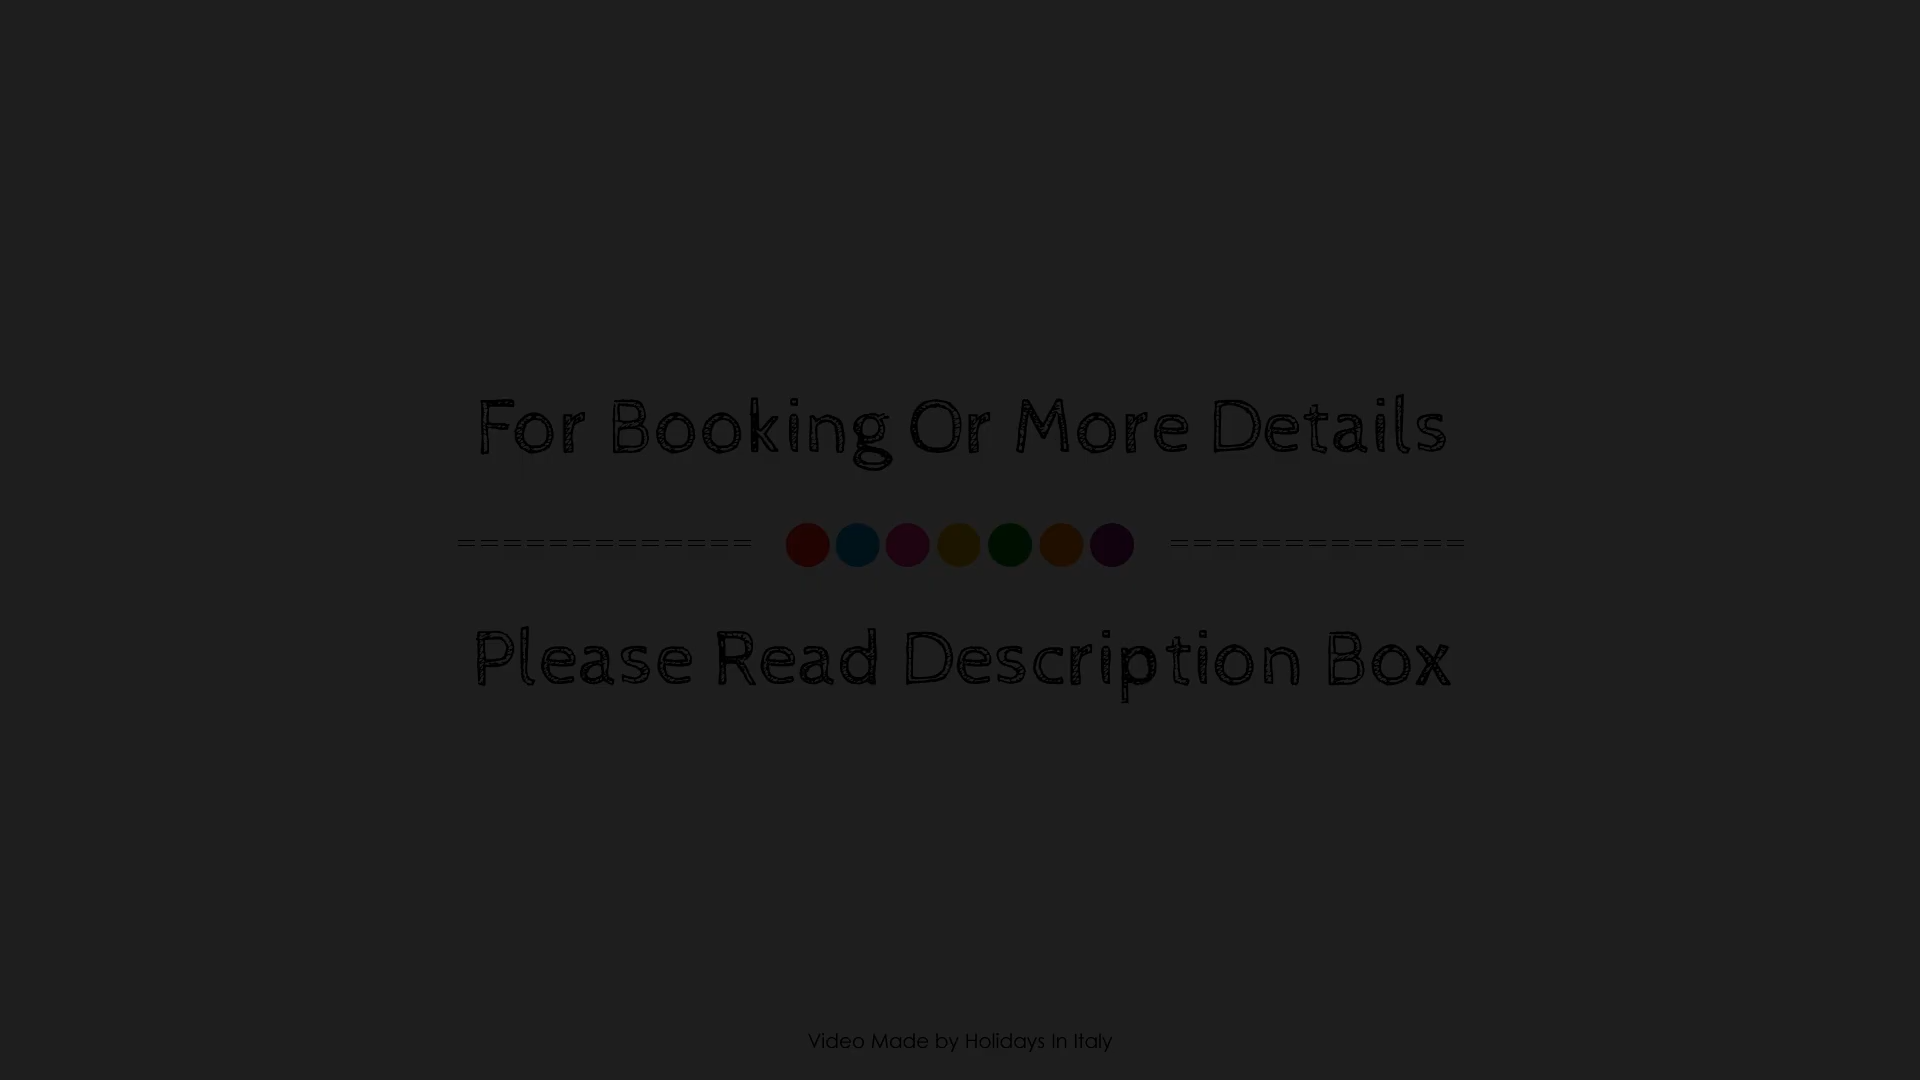 For Booking Or More Details
============= =============
Please Read Description Box
Video Made by Holidays In Italy